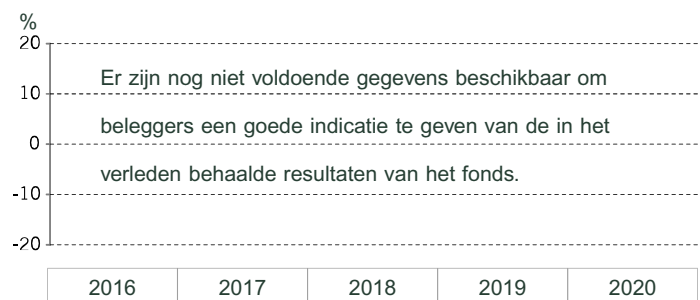 %
20
Er zijn nog niet voldoende gegevens beschikbaar om
10
beleggers een goede indicatie te geven van de in het
0
verleden behaalde resultaten van het fonds.
-10
-20
2016 2017 2018 2019 2020